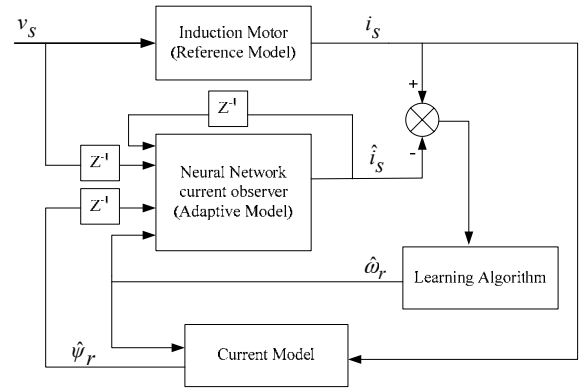 v_s
Induction Motor
(Reference Model)
i_s
+
Z⁻¹
Z⁻¹
Neural Network
current observer
(Adaptive Model)
î_s
-
Z⁻¹
ω̂_r
Learning Algorithm
ψ̂_r
Current Model